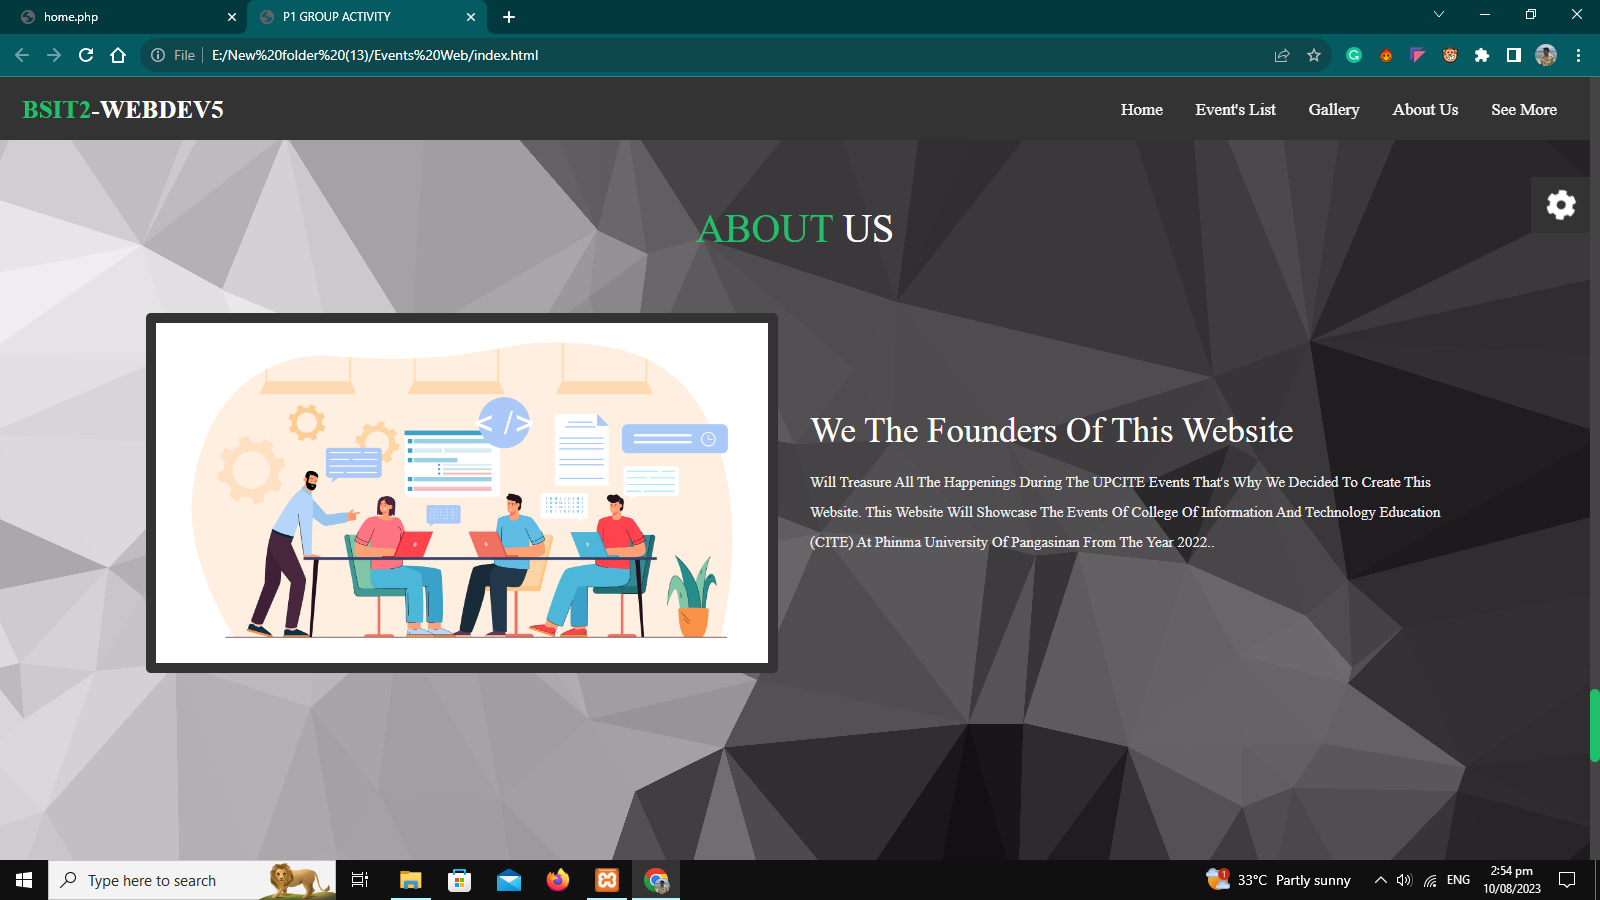 home.php
P1 GROUP ACTIVITY
File
E:/New%20folder%20(13)/Events%20Web/index.html
BSIT2-WEBDEV5
Home Event's List Gallery About Us See More
ABOUT US
</>
We The Founders Of This Website
Will Treasure All The Happenings During The UPCITE Events That's Why We Decided To Create This
Website. This Website Will Showcase The Events Of College Of Information And Technology Education
(CITE) At Phinma University Of Pangasinan From The Year 2022..
Type here to search
1
33°C Partly sunny
ENG
2:54 pm
10/08/2023